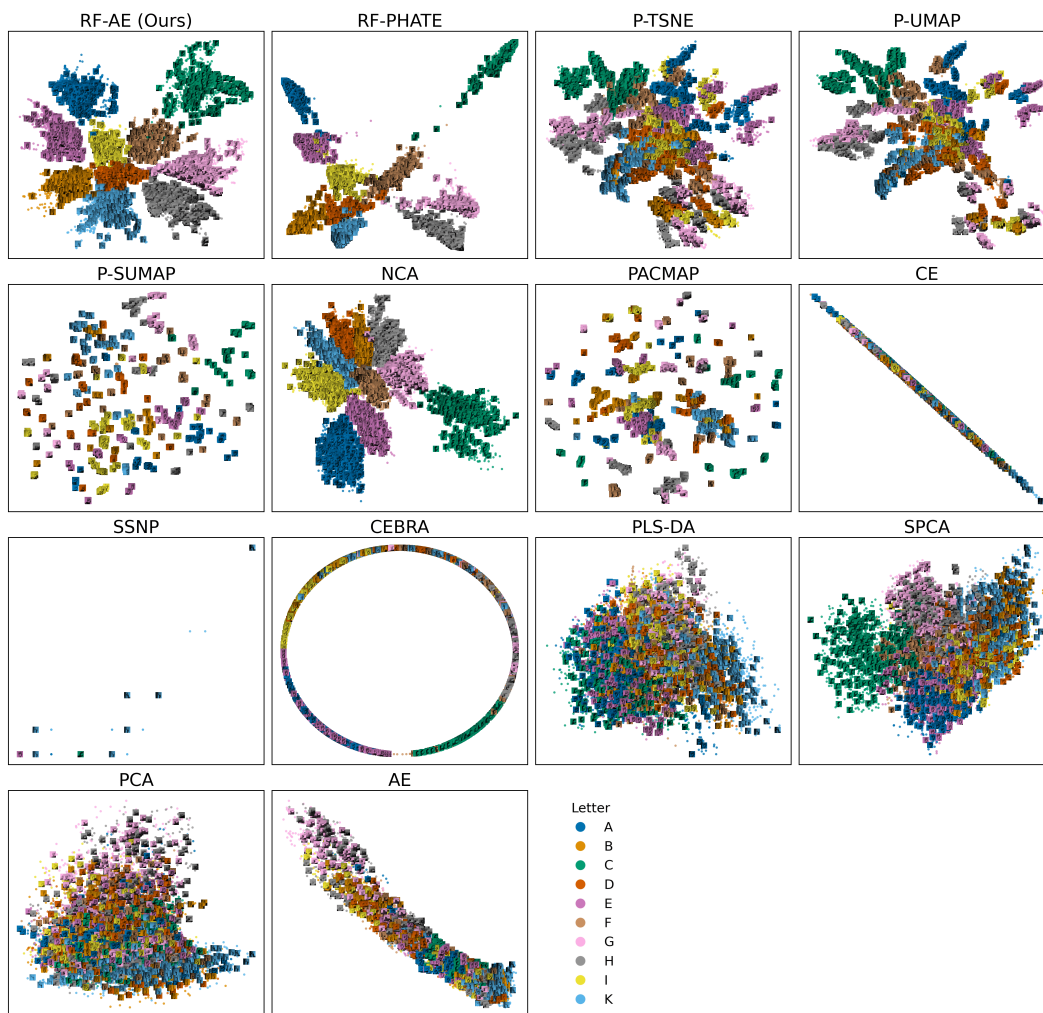 RF-AE (Ours)
RF-PHATE
P-TSNE
P-UMAP
P-SUMAP
NCA
PACMAP
CE
SSNP
CEBRA
PLS-DA
SPCA
PCA
AE
Letter
A
B
C
D
E
F
G
H
I
K